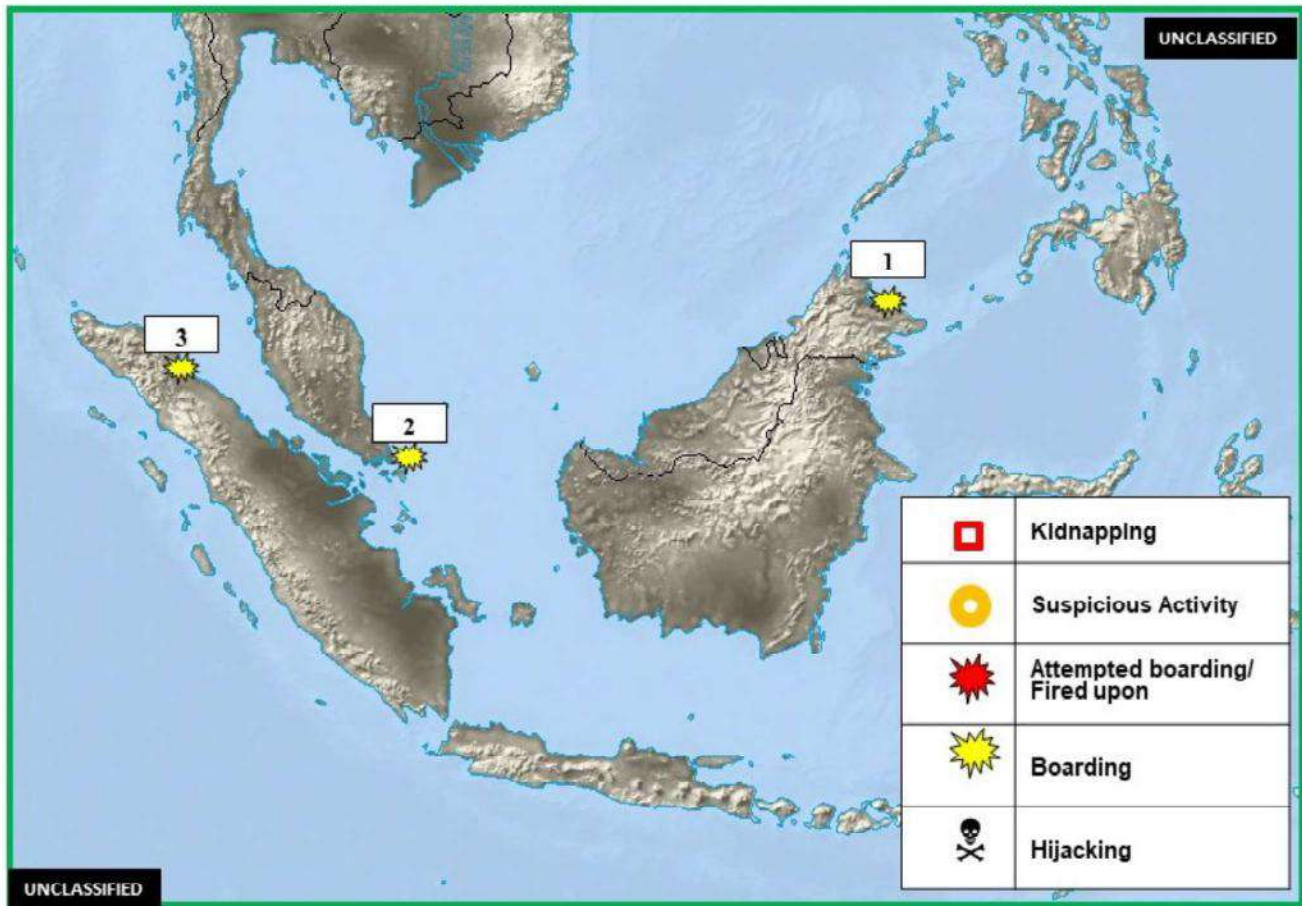 UNCLASSIFIED
1
3
2
Kidnapping
Suspicious Activity
Attempted boarding/
Fired upon
Boarding
Hijacking
UNCLASSIFIED